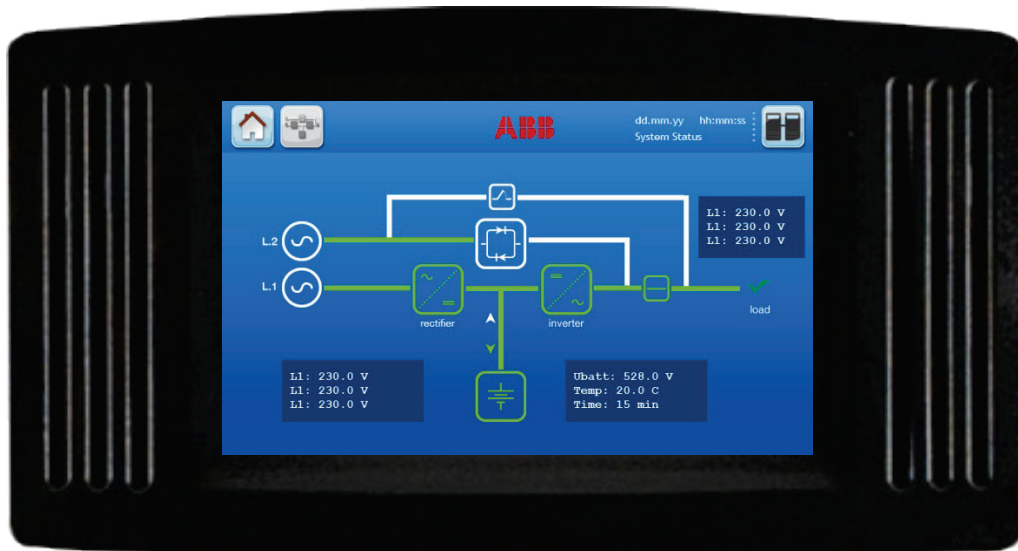 ABB
dd.mm.yy hh:mm:ss
System Status
L1: 230.0 V
L1: 230.0 V
L1: 230.0 V
L.2
L.1
rectifier
inverter
load
L1: 230.0 V
L1: 230.0 V
L1: 230.0 V
Ubatt: 528.0 V
Temp: 20.0 C
Time: 15 min